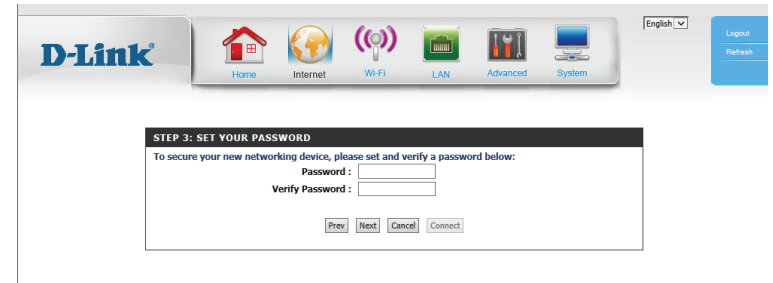 D-Link®
Home Internet Wi-Fi LAN Advanced System
English
Logout
Refresh
STEP 3: SET YOUR PASSWORD
To secure your new networking device, please set and verify a password below:
Password :
Verify Password :
Prev Next Cancel Connect